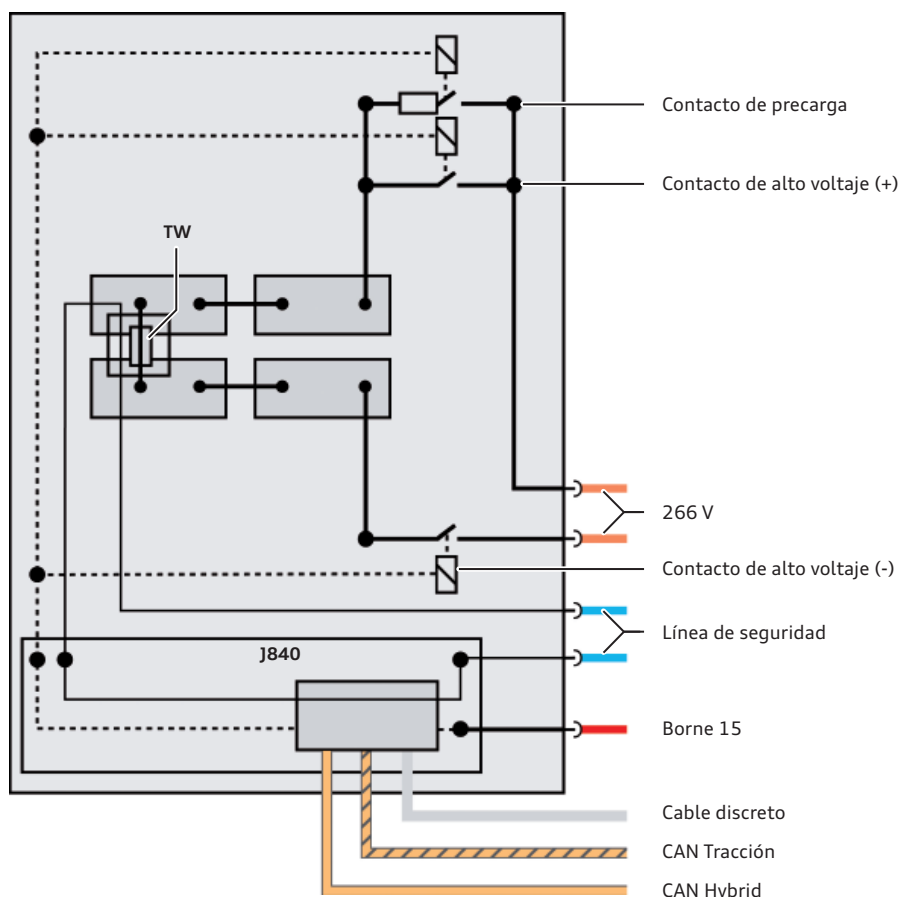 Contacto de precarga
Contacto de alto voltaje (+)
TW
266 V
Contacto de alto voltaje (-)
Línea de seguridad
J840
Borne 15
Cable discreto
CAN Tracción
CAN Hybrid